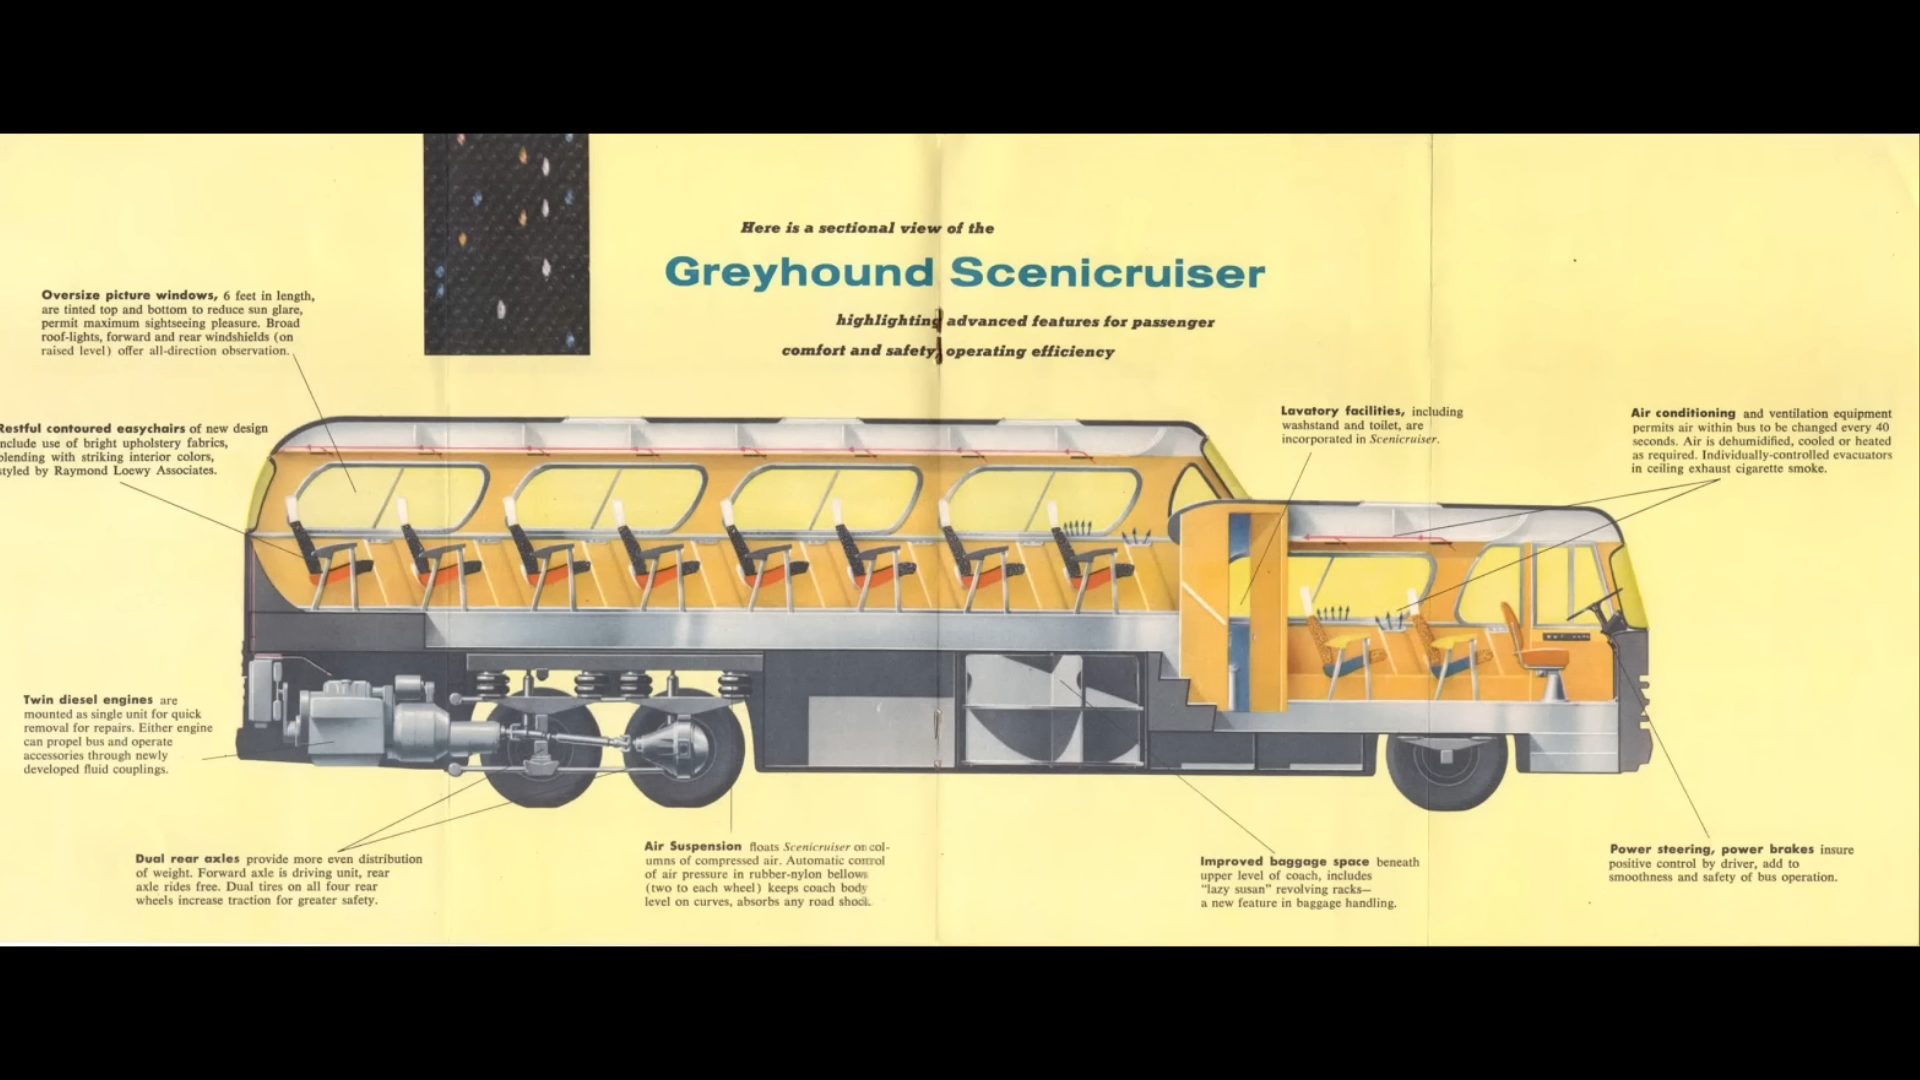 Here is a sectional view of the
Greyhound Scenicruiser
highlighting advanced features for passenger
comfort and safety, operating efficiency
Oversize picture windows, 6 feet in length,
are tinted top and bottom to reduce sun glare,
permit maximum sightseeing pleasure. Broad
roof-lights, forward and rear windshields (on
raised level) offer all-direction observation.
Restful contoured easychairs of new design
include use of bright upholstery fabrics,
blending with striking interior colors,
styled by Raymond Loewy Associates.
Lavatory facilities, including
washstand and toilet, are
incorporated in Scenicruiser.
Air conditioning and ventilation equipment
permits air within bus to be changed every 40
seconds. Air is dehumidified, cooled or heated
as required. Individually-controlled evacuators
in ceiling exhaust cigarette smoke.
Twin diesel engines are
mounted as single unit for quick
removal for repairs. Either engine
can propel bus and operate
accessories through newly
developed fluid couplings.
Dual rear axles provide more even distribution
of weight. Forward axle is driving unit, rear
axle rides free. Dual tires on all four rear
wheels increase traction for greater safety.
Air Suspension floats Scenicruiser on col-
umns of compressed air. Automatic control
of air pressure in rubber-nylon bellows
(two to each wheel) keeps coach body
level on curves, absorbs any road shock.
Improved baggage space beneath
upper level of coach, includes
"lazy susan" revolving racks—
a new feature in baggage handling.
Power steering, power brakes insure
positive control by driver, add to
smoothness and safety of bus operation.